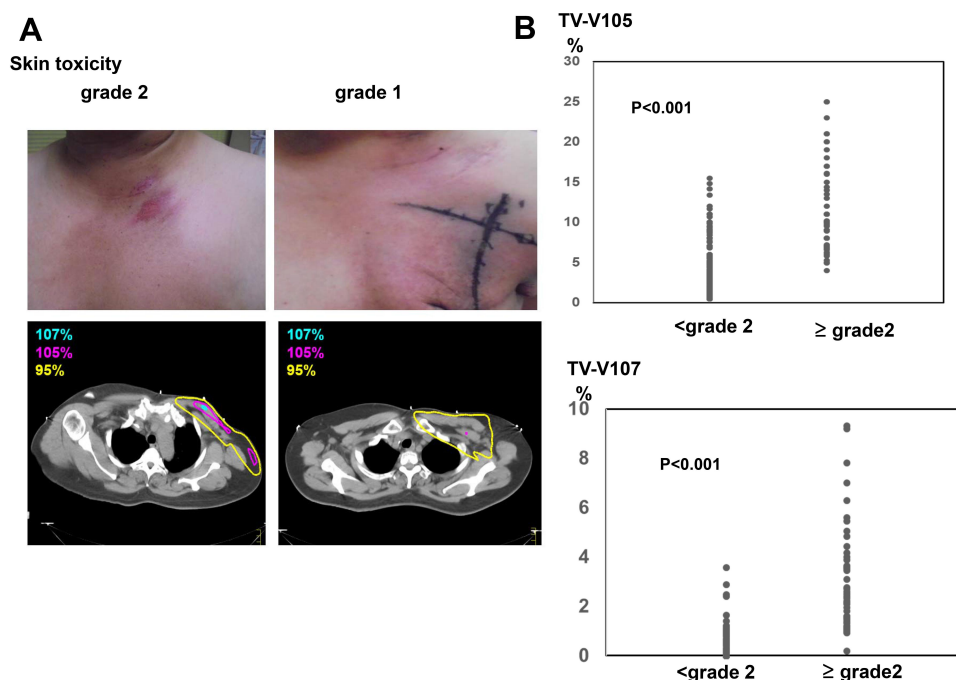 A
Skin toxicity
grade 2
grade 1
107%
105%
95%
107%
105%
95%
B
TV-V105
%
30
25
20
15
10
5
0
P<0.001
<grade 2
≥ grade2
TV-V107
%
10
8
6
4
2
0
P<0.001
<grade 2
≥ grade2